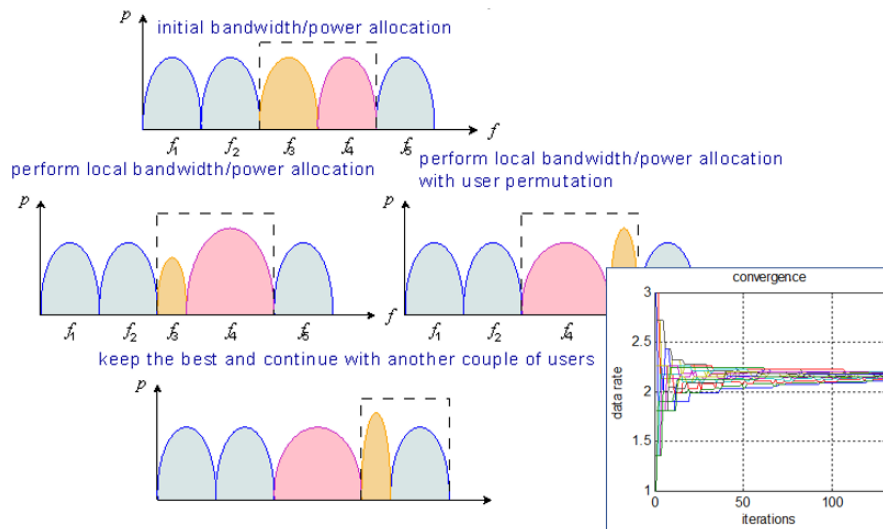 p
initial bandwidth/power allocation
f
f1 f2 f3 f4 f5
perform local bandwidth/power allocation
p
f
f1 f2 f3 f4 f5
perform local bandwidth/power allocation
with user permutation
p
f1 f2 f4
convergence
3
2.5
2
1.5
1
data rate
0 50 100
iterations
keep the best and continue with another couple of users
p